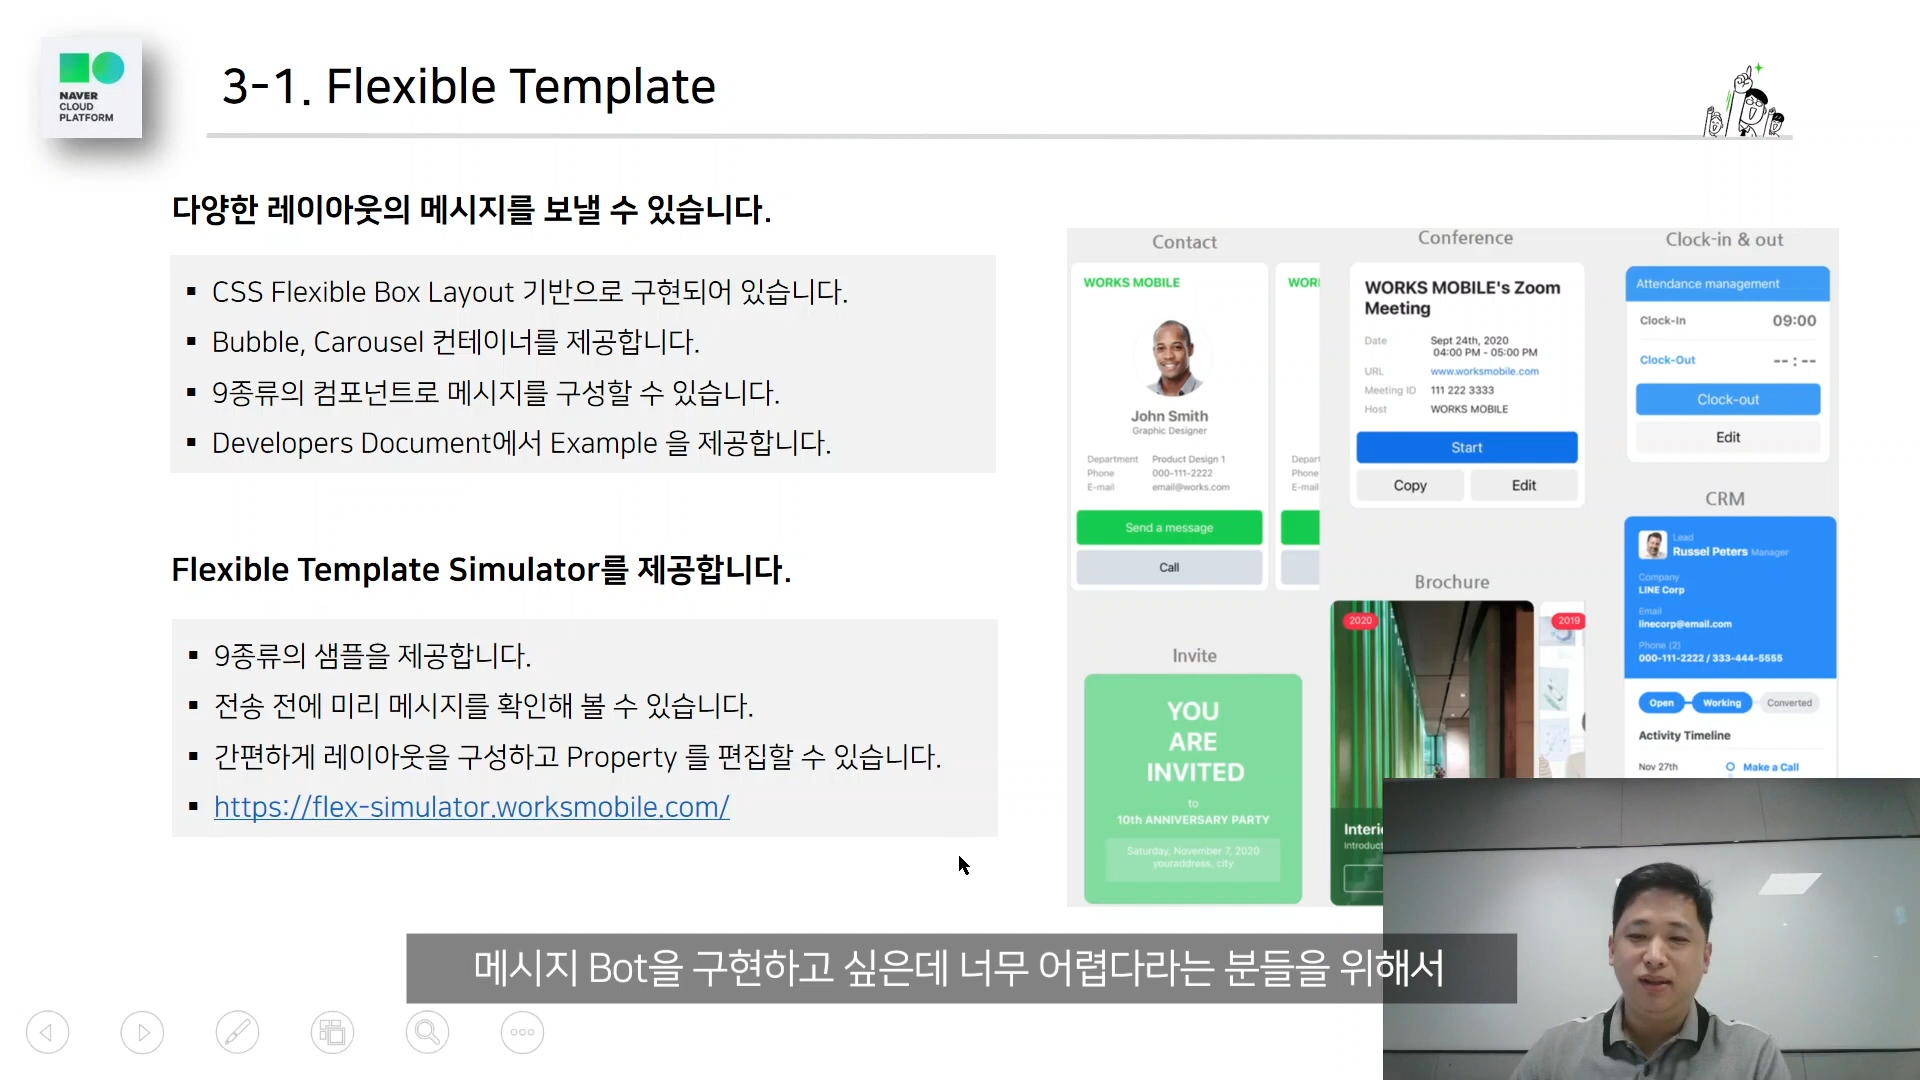 NAVER
CLOUD
PLATFORM
3-1. Flexible Template
다양한 레이아웃의 메시지를 보낼 수 있습니다.
CSS Flexible Box Layout 기반으로 구현되어 있습니다.
Bubble, Carousel 컨테이너를 제공합니다.
9종류의 컴포넌트로 메시지를 구성할 수 있습니다.
Developers Document에서 Example 을 제공합니다.
Flexible Template Simulator를 제공합니다.
9종류의 샘플을 제공합니다.
전송 전에 미리 메시지를 확인해 볼 수 있습니다.
간편하게 레이아웃을 구성하고 Property 를 편집할 수 있습니다.
https://flex-simulator.worksmobile.com/
Contact
WORKS MOBILE
John Smith
Graphic Designer
Department Product Design 1
Phone 000-111-2222
E-mail email@works.com
Send a message
Call
WOR
Depart
Phone
E-mail
Conference
WORKS MOBILE's Zoom
Meeting
Date Sept 24th, 2020
04:00 PM - 05:00 PM
URL www.worksmobile.com
Meeting ID 111 222 3333
Host WORKS MOBILE
Start
Copy Edit
Clock-in & out
Attendance management
Clock-In 09:00
Clock-Out -- : --
Clock-out
Edit
CRM
Lead
Russel Peters Manager
Company
LINE Corp
Email
linecorp@email.com
Phone (2)
000-111-2222 / 333-444-5555
Open Working Converted
Activity Timeline
Nov 27th Make a Call
Invite
YOU
ARE
INVITED
to
10th ANNIVERSARY PARTY
Saturday, November 7, 2020
youraddress, city
Brochure
2020
2019
Interi
Introduct
메시지 Bot을 구현하고 싶은데 너무 어렵다라는 분들을 위해서